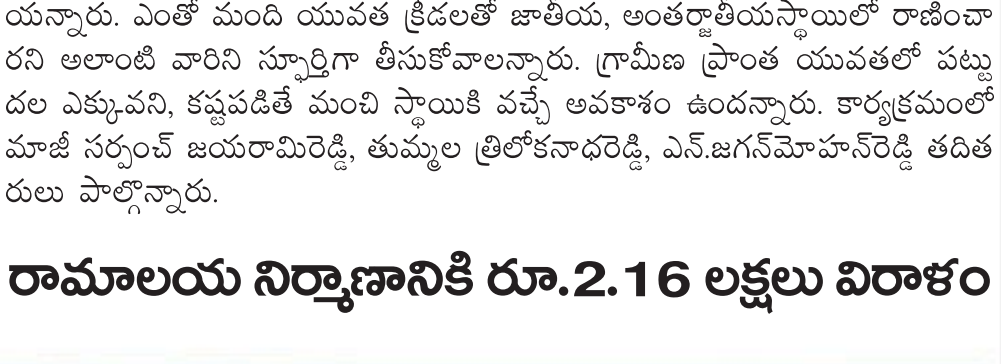 యన్నారు. ఎంతో మంది యువత క్రీడలతో జాతీయ, అంతర్జాతీయస్థాయిలో రాణించా
రని అలాంటి వారిని స్ఫూర్తిగా తీసుకోవాలన్నారు. గ్రామీణ ప్రాంత యువతలో పట్టు
దల ఎక్కువని, కష్టపడితే మంచి స్థాయికి వచ్చే అవకాశం ఉందన్నారు. కార్యక్రమంలో
మాజీ సర్పంచ్ జయరామిరెడ్డి, తుమ్మల త్రిలోకనాధరెడ్డి, ఎన్.జగన్‌మోహన్‌రెడ్డి తదిత
రులు పాల్గొన్నారు.
రామాలయ నిర్మాణానికి రూ.2.16 లక్షలు విరాళం